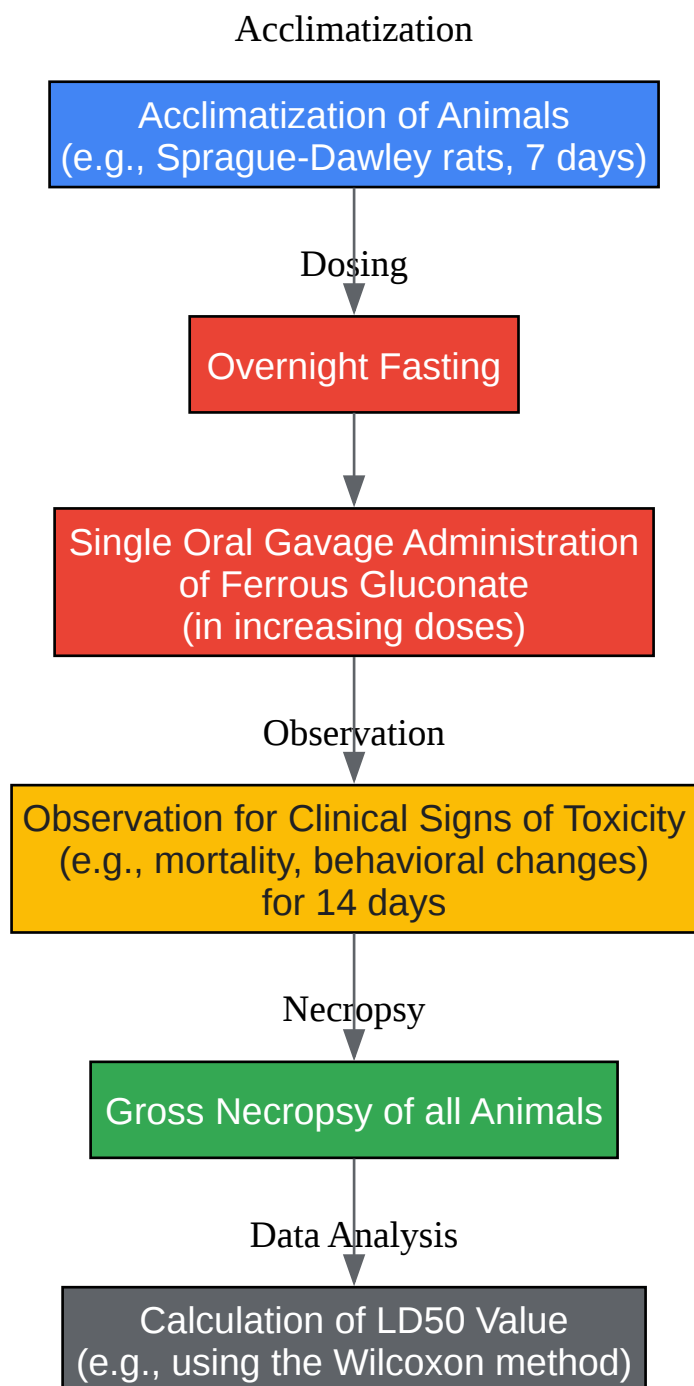 Acclimatization
Acclimatization of Animals
(e.g., Sprague-Dawley rats, 7 days)
Dosing
Overnight Fasting
Single Oral Gavage Administration
of Ferrous Gluconate
(in increasing doses)
Observation
Observation for Clinical Signs of Toxicity
(e.g., mortality, behavioral changes)
for 14 days
Necropsy
Gross Necropsy of all Animals
Data Analysis
Calculation of LD50 Value
(e.g., using the Wilcoxon method)